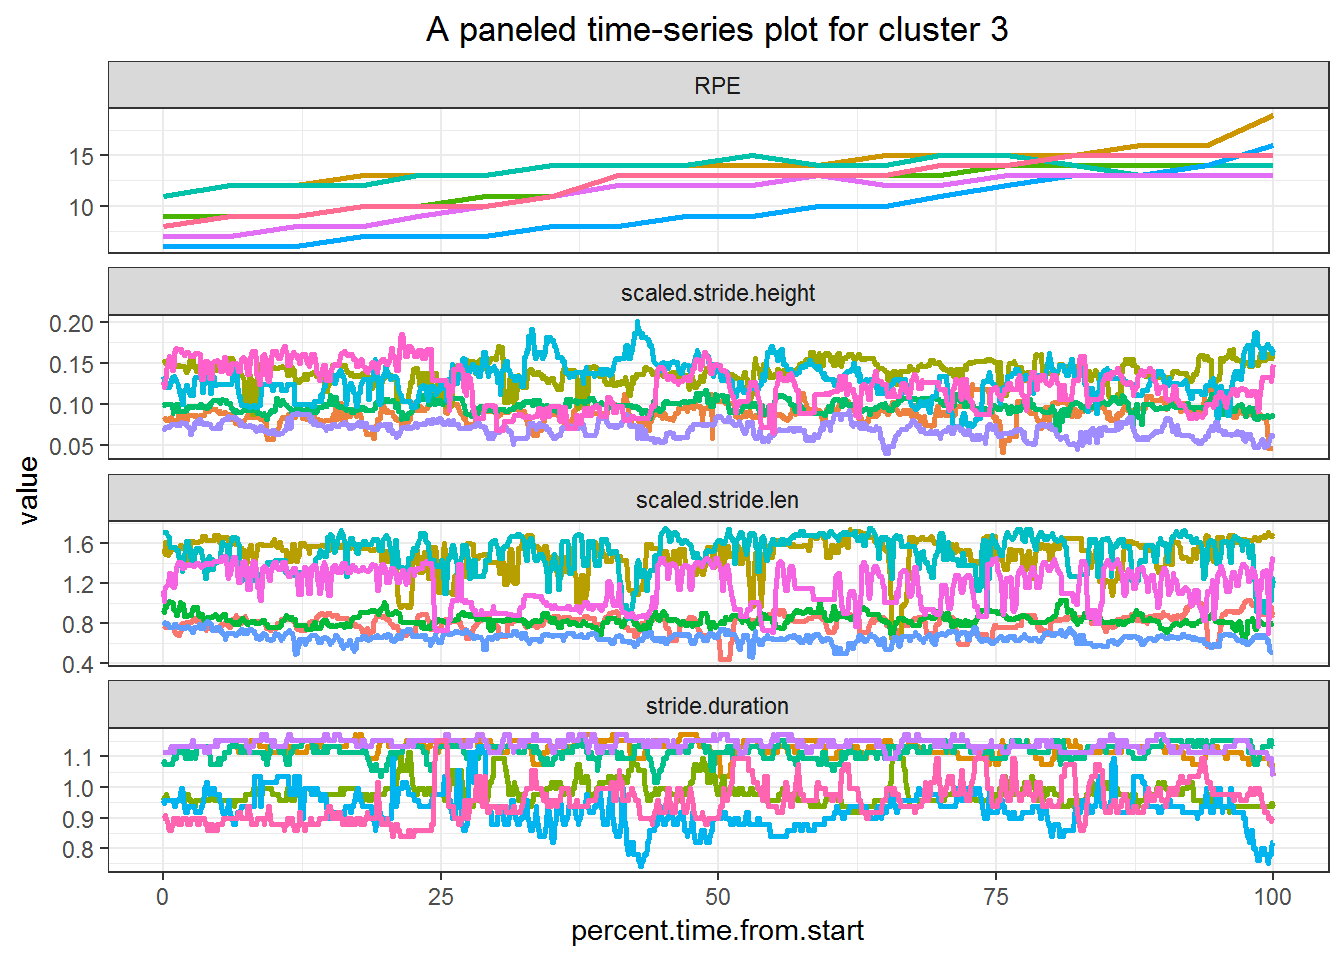 A paneled time-series plot for cluster 3
RPE
15
10
scaled.stride.height
0.20
0.15
0.10
0.05
value
scaled.stride.len
1.6
1.2
0.8
0.4
stride.duration
1.1
1.0
0.9
0.8
0 25 50 75 100
percent.time.from.start